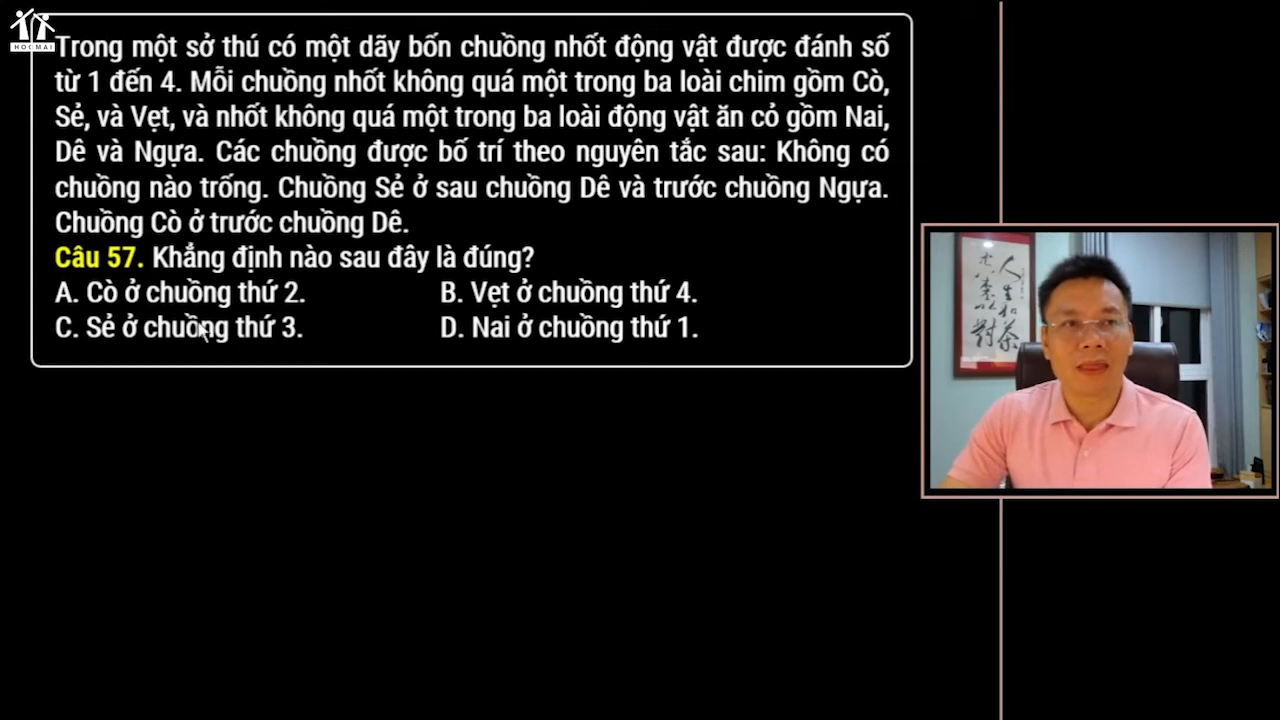 HOCMAI
Trong một sở thú có một dãy bốn chuồng nhốt động vật được đánh số
từ 1 đến 4. Mỗi chuồng nhốt không quá một trong ba loài chim gồm Cò,
Sẻ, và Vẹt, và nhốt không quá một trong ba loài động vật ăn cỏ gồm Nai,
Dê và Ngựa. Các chuồng được bố trí theo nguyên tắc sau: Không có
chuồng nào trống. Chuồng Sẻ ở sau chuồng Dê và trước chuồng Ngựa.
Chuồng Cò ở trước chuồng Dê.
Câu 57. Khẳng định nào sau đây là đúng?
A. Cò ở chuồng thứ 2. B. Vẹt ở chuồng thứ 4.
C. Sẻ ở chuồng thứ 3. D. Nai ở chuồng thứ 1.